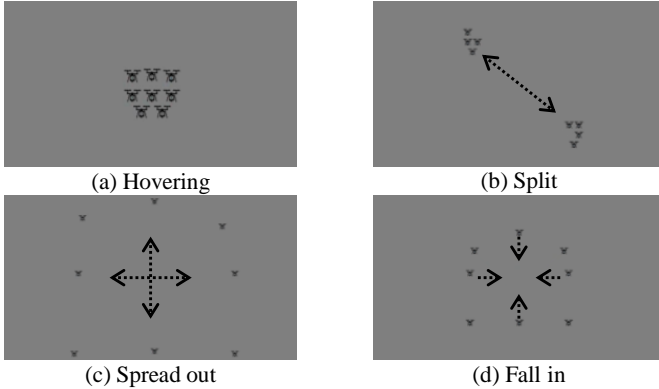 (a) Hovering
(b) Split
(c) Spread out
(d) Fall in